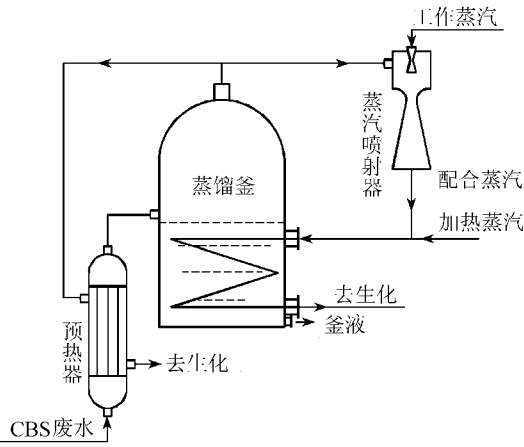 工作蒸汽
蒸汽喷射器
蒸馏釜
配合蒸汽
加热蒸汽
去生化
釜液
预热器
去生化
CBS废水